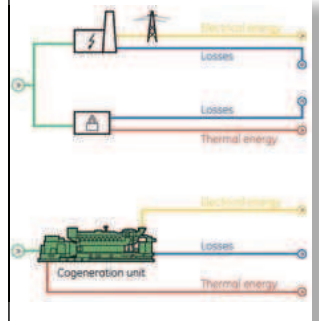 Electrical energy
Losses
Losses
Thermal energy
Electrical energy
Losses
Cogeneration unit
Thermal energy